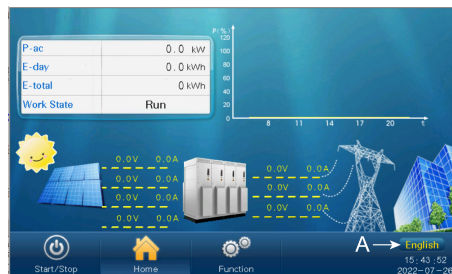 P(%)
120
P-ac 0.0 kW
100
E-day 0.0 kWh
80
E-total 0 kWh
60
40
Work State Run
20
0
8 11 14 17 20 t
0.0V 0.0A
0.0V 0.0A
0.0V 0.0A
0.0V 0.0A
0.0V 0.0A
0.0V 0.0A
0.0V 0.0A
A English
Start/Stop Home Function
15:43:52
2022-07-26